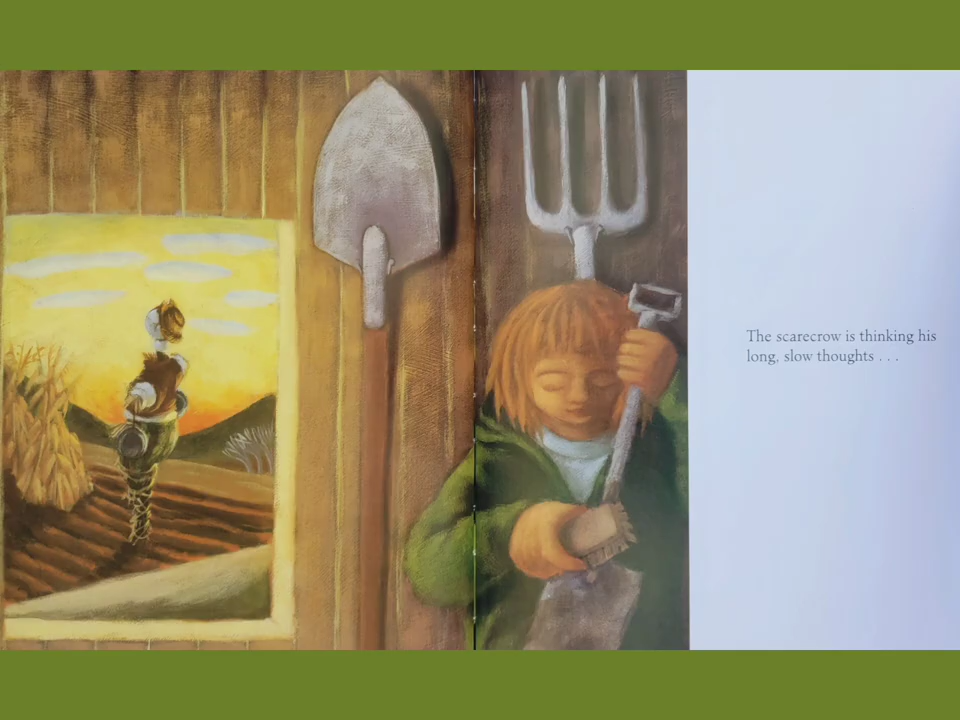 The scarecrow is thinking his
long, slow thoughts . . .